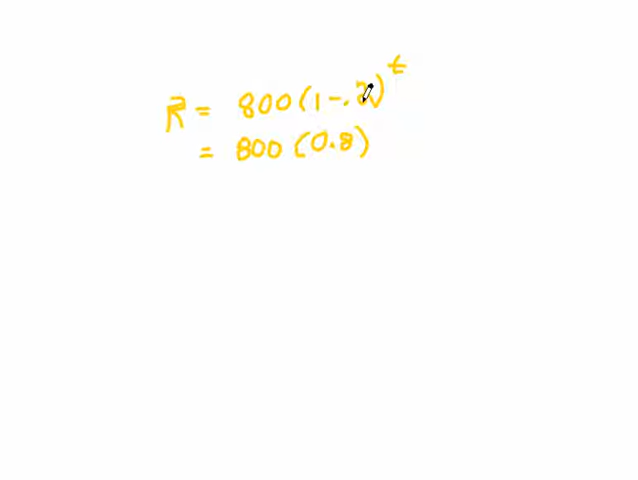 R = 800(1-.2)^t
= 800(0.8)